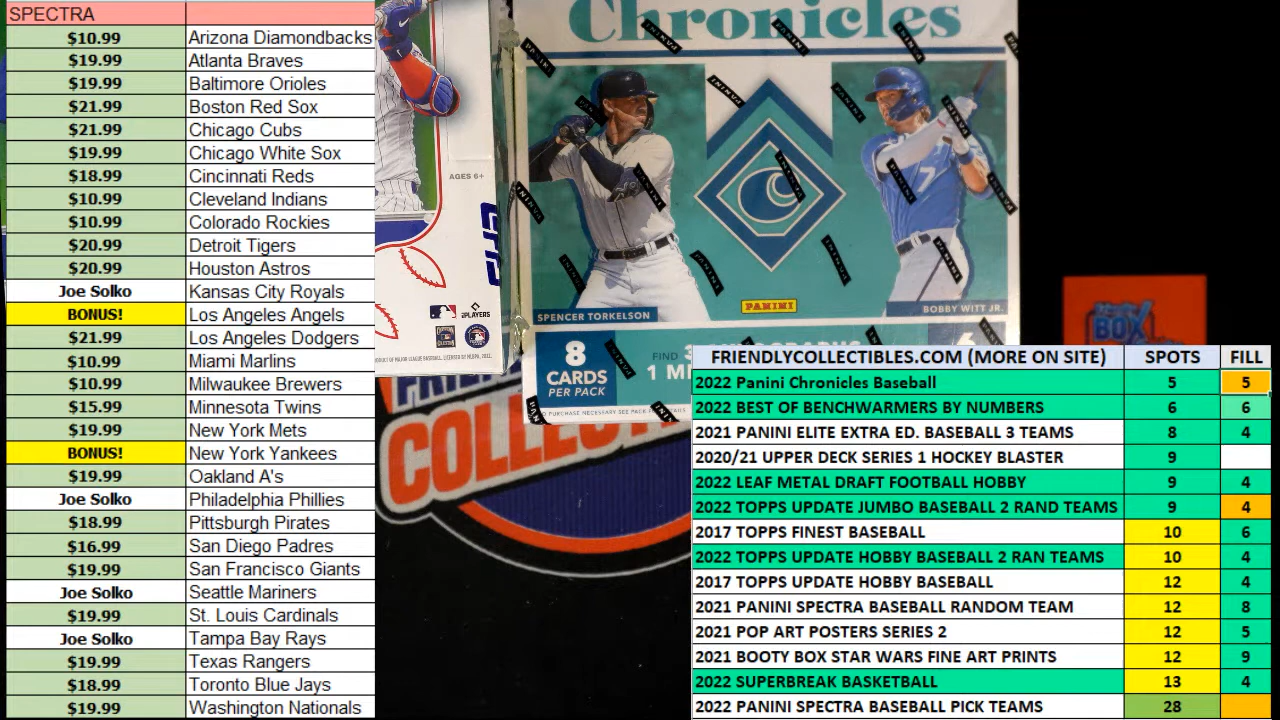 SPECTRA
$10.99 Arizona Diamondbacks
$19.99 Atlanta Braves
$19.99 Baltimore Orioles
$21.99 Boston Red Sox
$21.99 Chicago Cubs
$19.99 Chicago White Sox
$18.99 Cincinnati Reds
$10.99 Cleveland Indians
$10.99 Colorado Rockies
$20.99 Detroit Tigers
$20.99 Houston Astros
Joe Solko Kansas City Royals
BONUS! Los Angeles Angels
$21.99 Los Angeles Dodgers
$10.99 Miami Marlins
$10.99 Milwaukee Brewers
$15.99 Minnesota Twins
$19.99 New York Mets
BONUS! New York Yankees
$19.99 Oakland A's
Joe Solko Philadelphia Phillies
$18.99 Pittsburgh Pirates
$16.99 San Diego Padres
$19.99 San Francisco Giants
Joe Solko Seattle Mariners
$19.99 St. Louis Cardinals
Joe Solko Tampa Bay Rays
$19.99 Texas Rangers
$18.99 Toronto Blue Jays
$19.99 Washington Nationals
AGES 6+
Chronicles
PANINI
SPENCER TORKELSON
BOBBY WITT JR.
8
CARDS
PER PACK
FIND 3
1
BOX
COLLEC
FRIENDLYCOLLECTIBLES.COM (MORE ON SITE) SPOTS FILL
2022 Panini Chronicles Baseball 5 5
2022 BEST OF BENCHWARMERS BY NUMBERS 6 6
2021 PANINI ELITE EXTRA ED. BASEBALL 3 TEAMS 8 4
2020/21 UPPER DECK SERIES 1 HOCKEY BLASTER 9
2022 LEAF METAL DRAFT FOOTBALL HOBBY 9 4
2022 TOPPS UPDATE JUMBO BASEBALL 2 RAND TEAMS 9 4
2017 TOPPS FINEST BASEBALL 10 6
2022 TOPPS UPDATE HOBBY BASEBALL 2 RAN TEAMS 10 4
2017 TOPPS UPDATE HOBBY BASEBALL 12 4
2021 PANINI SPECTRA BASEBALL RANDOM TEAM 12 8
2021 POP ART POSTERS SERIES 2 12 5
2021 BOOTY BOX STAR WARS FINE ART PRINTS 12 9
2022 SUPERBREAK BASKETBALL 13 4
2022 PANINI SPECTRA BASEBALL PICK TEAMS 28